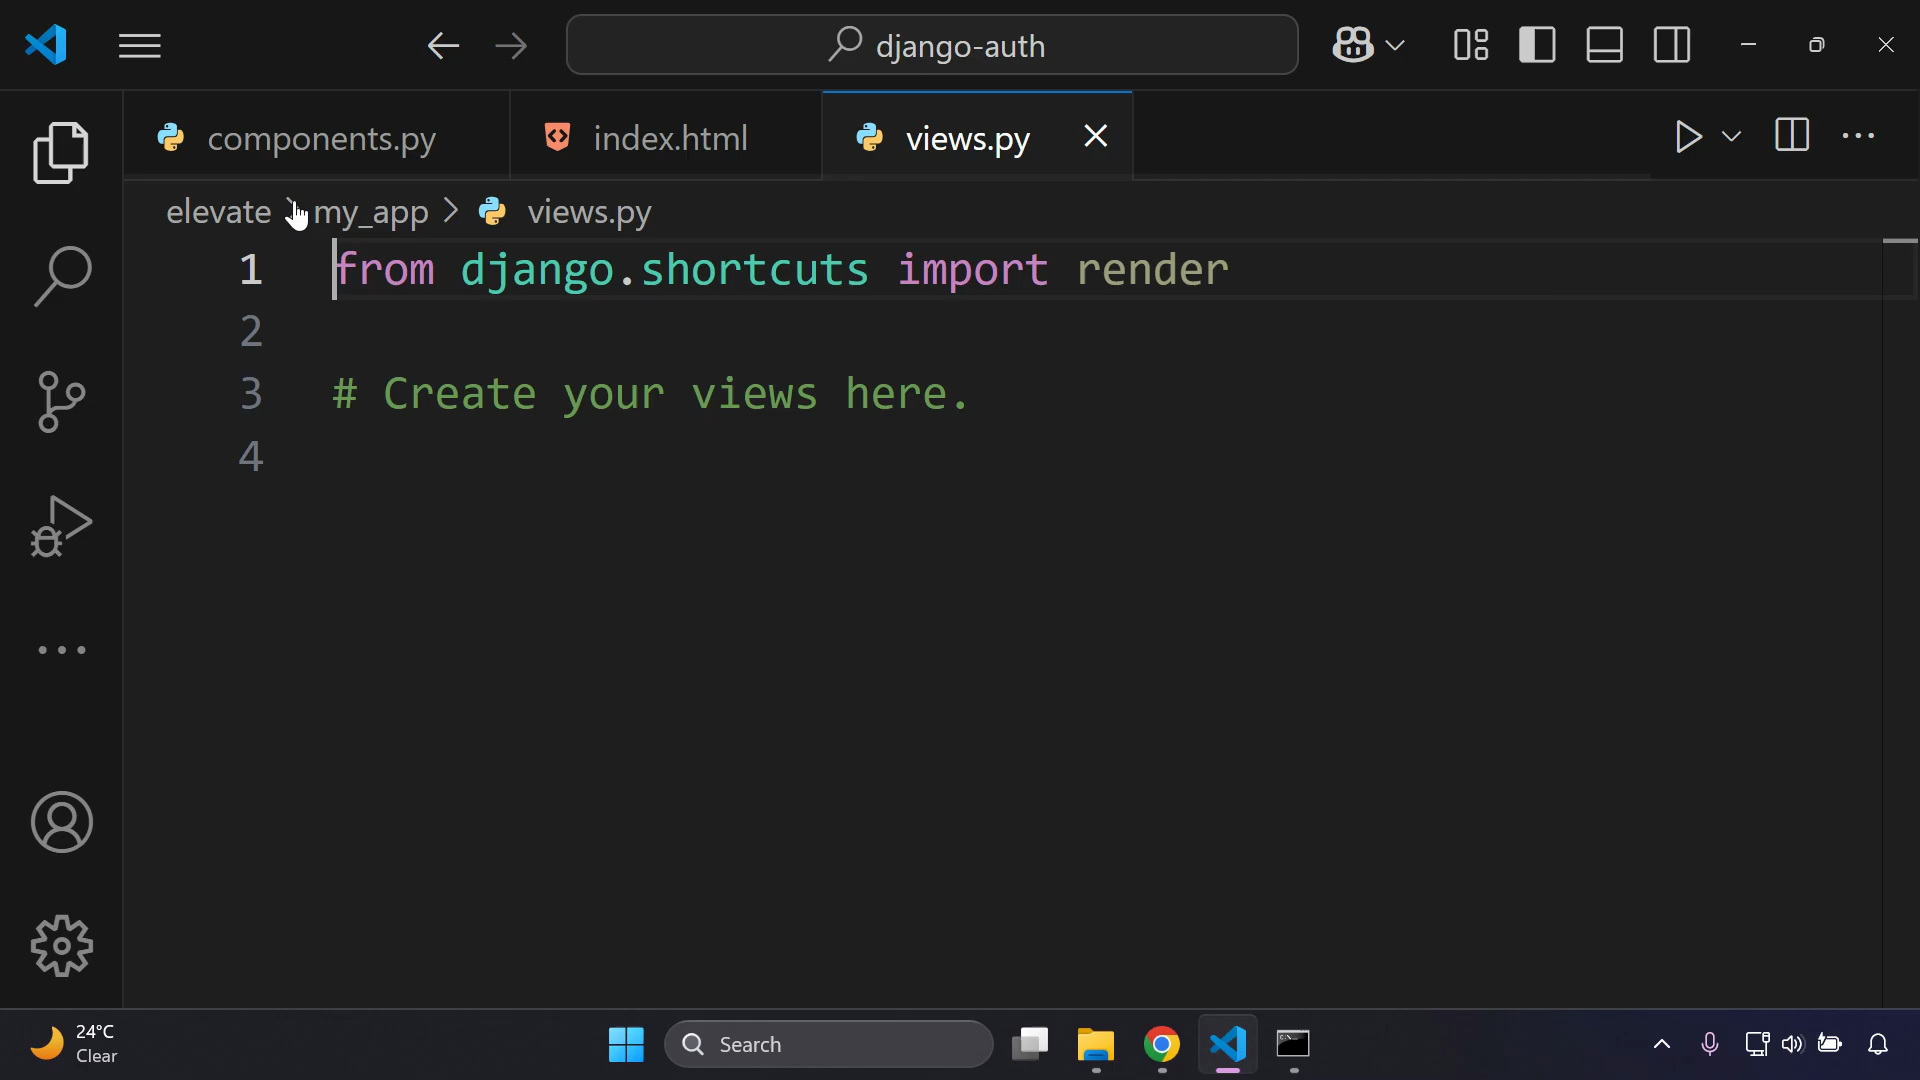 django-auth
components.py
index.html
views.py
elevate > my_app > views.py
1 from django.shortcuts import render
2
3 # Create your views here.
4
24°C
Clear
Search